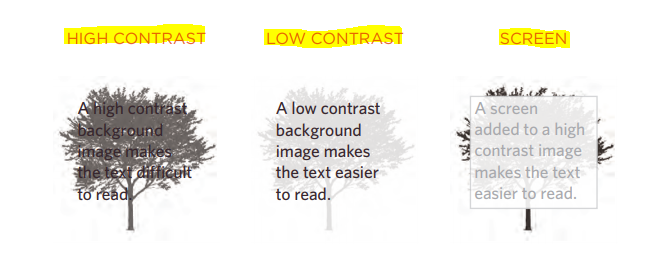 HIGH CONTRAST
LOW CONTRAST
SCREEN
A high contrast
background
image makes
the text difficult
to read.
A low contrast
background
image makes
the text easier
to read.
A screen
added to a high
contrast image
makes the text
easier to read.